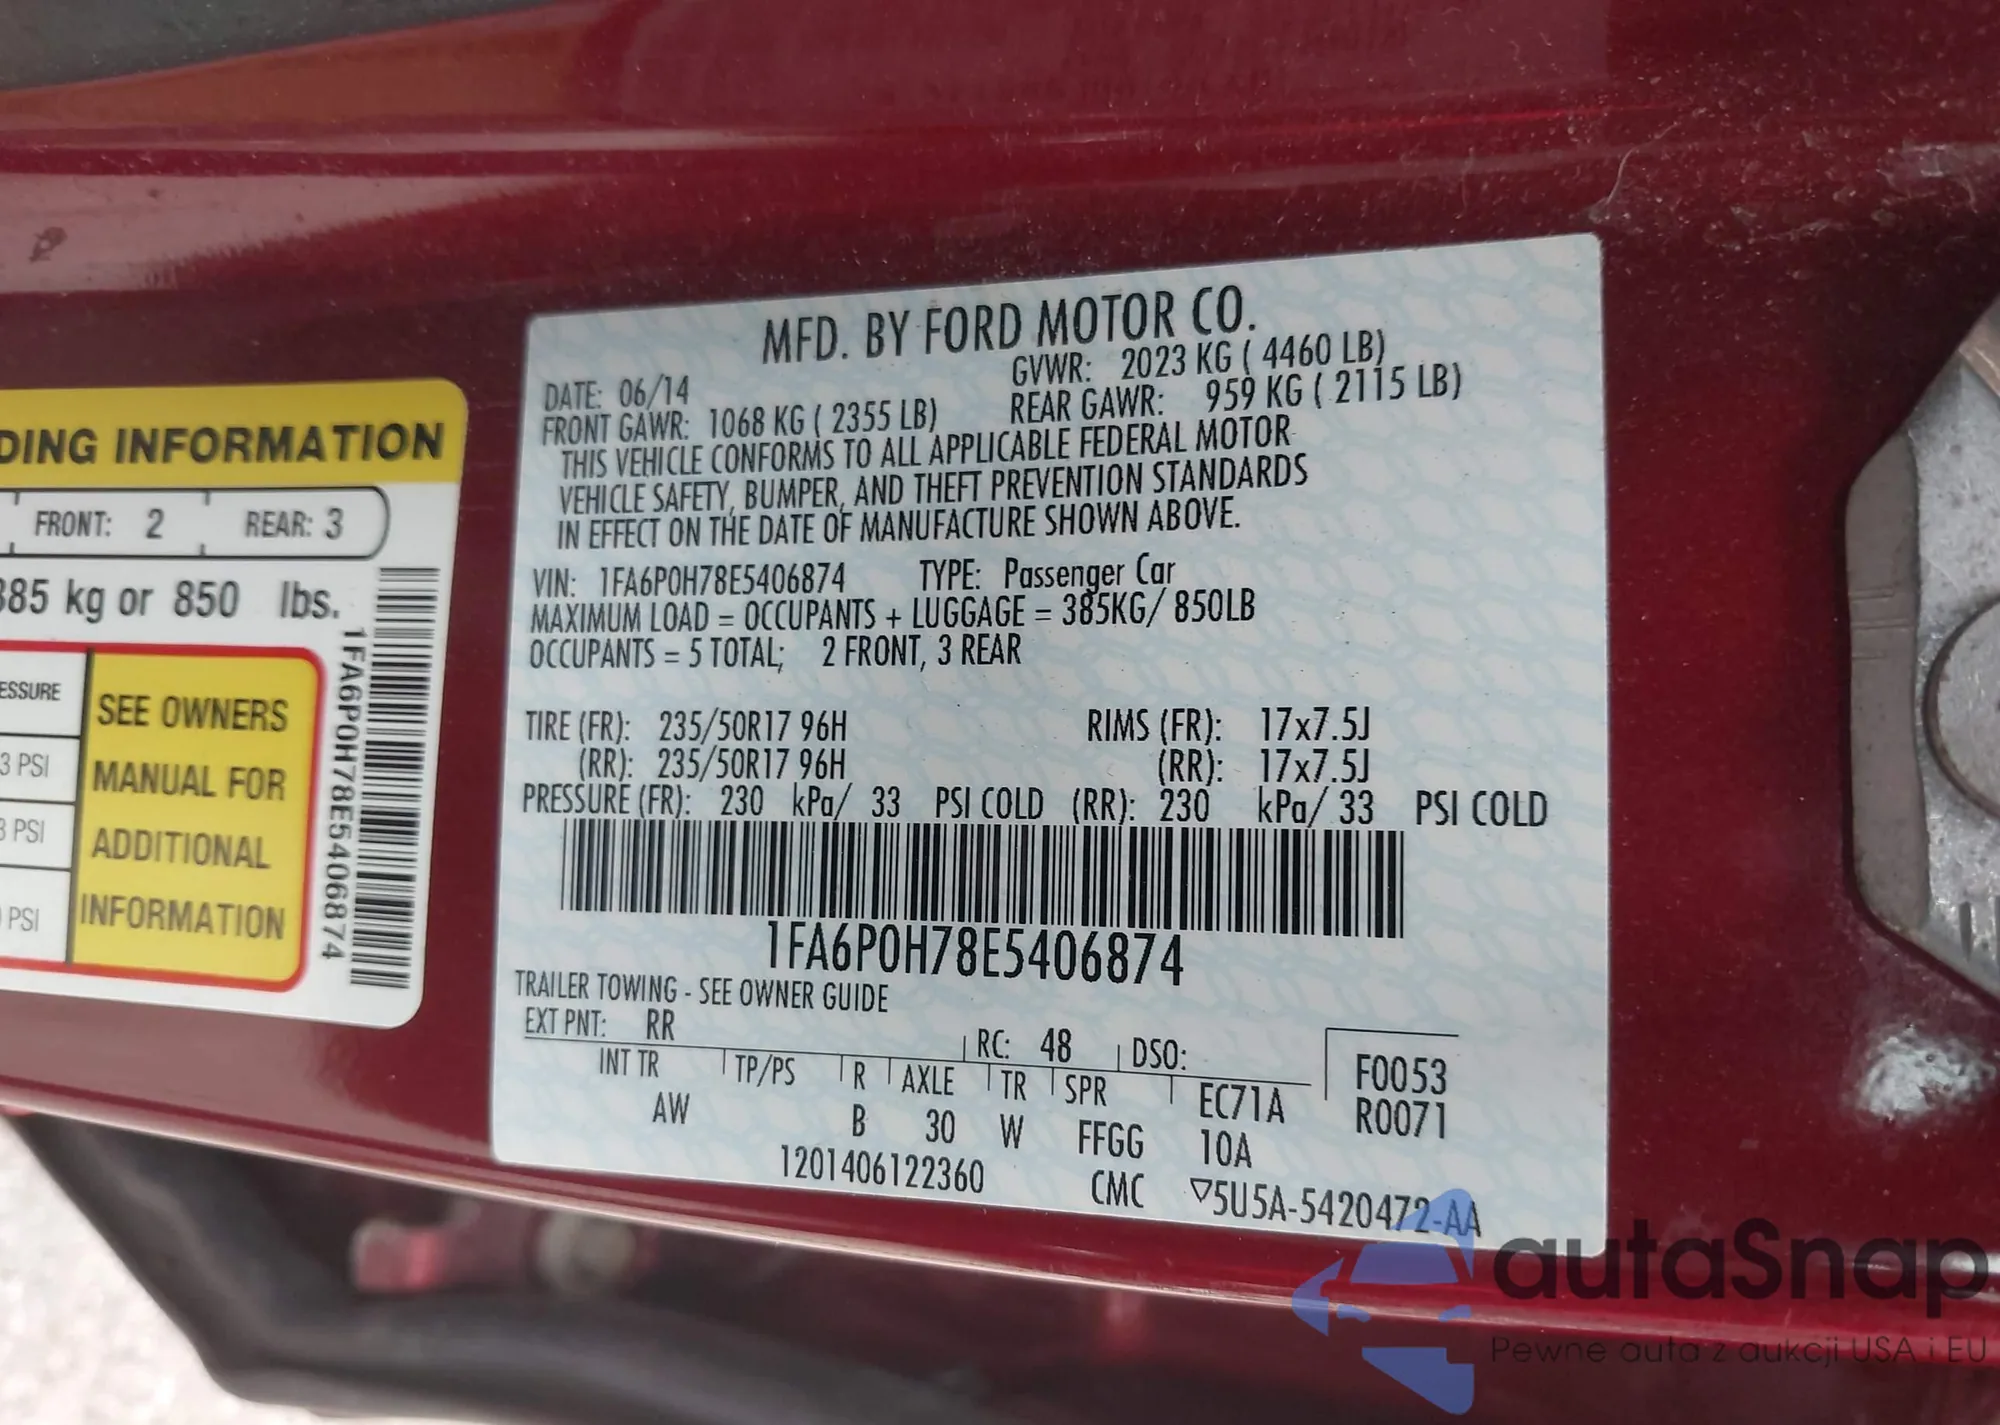 DING INFORMATION
FRONT: 2 REAR: 3
385 kg or 850 lbs.
ESSURE
3 PSI
3 PSI
PSI
SEE OWNERS
MANUAL FOR
ADDITIONAL
INFORMATION
1FA6P0H78E5406874
MFD. BY FORD MOTOR CO.
DATE: 06/14 GVWR: 2023 KG ( 4460 LB)
FRONT GAWR: 1068 KG ( 2355 LB) REAR GAWR: 959 KG ( 2115 LB)
THIS VEHICLE CONFORMS TO ALL APPLICABLE FEDERAL MOTOR
VEHICLE SAFETY, BUMPER, AND THEFT PREVENTION STANDARDS
IN EFFECT ON THE DATE OF MANUFACTURE SHOWN ABOVE.
VIN: 1FA6P0H78E5406874 TYPE: Passenger Car
MAXIMUM LOAD = OCCUPANTS + LUGGAGE = 385KG/ 850LB
OCCUPANTS = 5 TOTAL; 2 FRONT, 3 REAR
TIRE (FR): 235/50R17 96H RIMS (FR): 17x7.5J
(RR): 235/50R17 96H (RR): 17x7.5J
PRESSURE (FR): 230 kPa/ 33 PSI COLD (RR): 230 kPa/ 33 PSI COLD
1FA6P0H78E5406874
TRAILER TOWING - SEE OWNER GUIDE
EXT PNT: RR RC: 48 DSO: F0053
INT TR TP/PS R AXLE TR SPR EC71A R0071
AW B 30 W FFGG 10A
1201406122360 CMC ▽5U5A-5420472-AA
autaSnap
Pewne auta z aukcji USA i EU